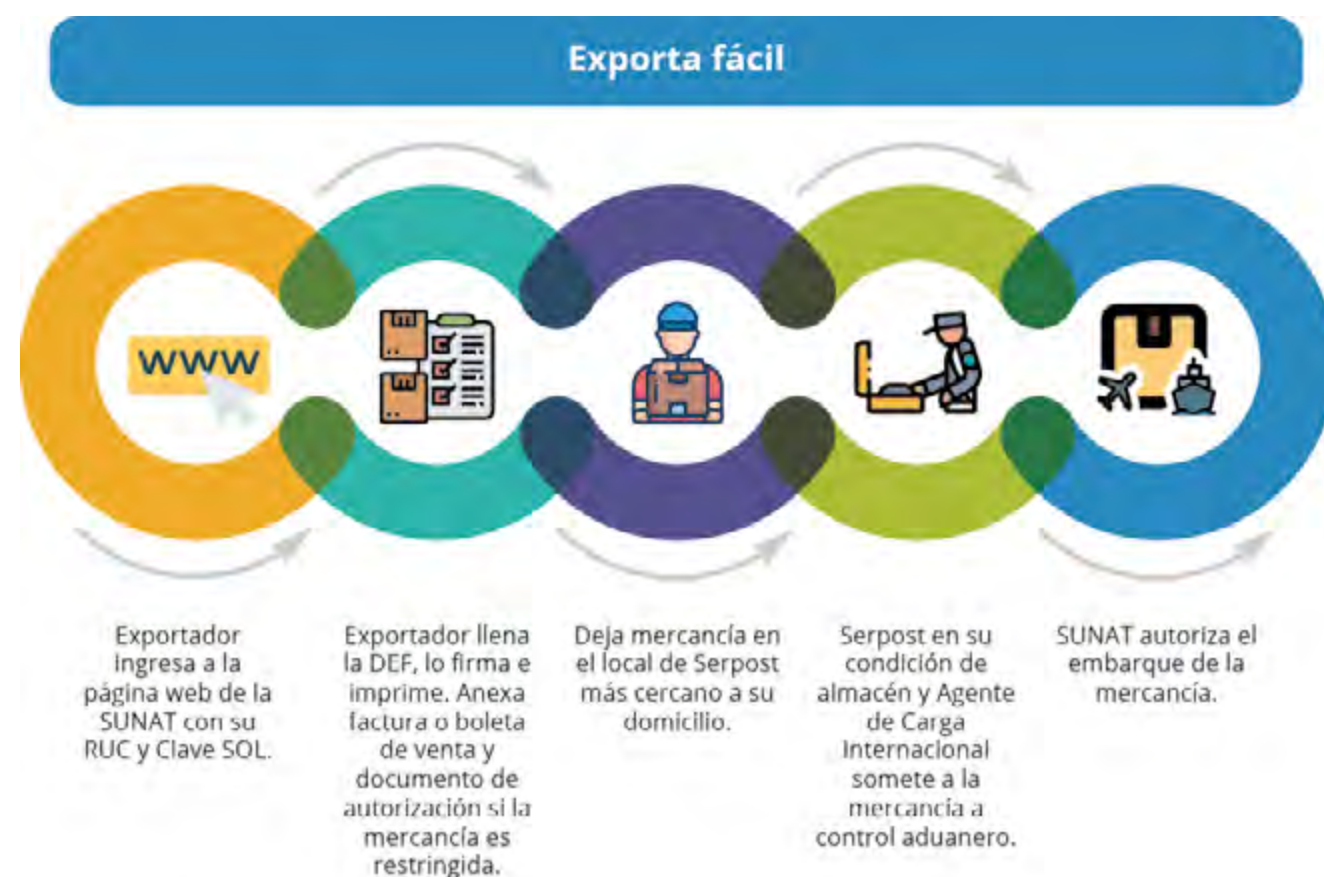 Exporta fácil
www
Exportador
ingresa a la
página web de la
SUNAT con su
RUC y Clave SOL.
Exportador llena
la DEF, lo firma e
imprime. Anexa
factura o boleta
de venta y
documento de
autorización si la
mercancía es
restringida.
Deja mercancía en
el local de Serpost
más cercano a su
domicilio.
Serpost en su
condición de
almacén y Agente
de Carga
Internacional
somete a la
mercancía a
control aduanero.
SUNAT autoriza el
embarque de la
mercancía.